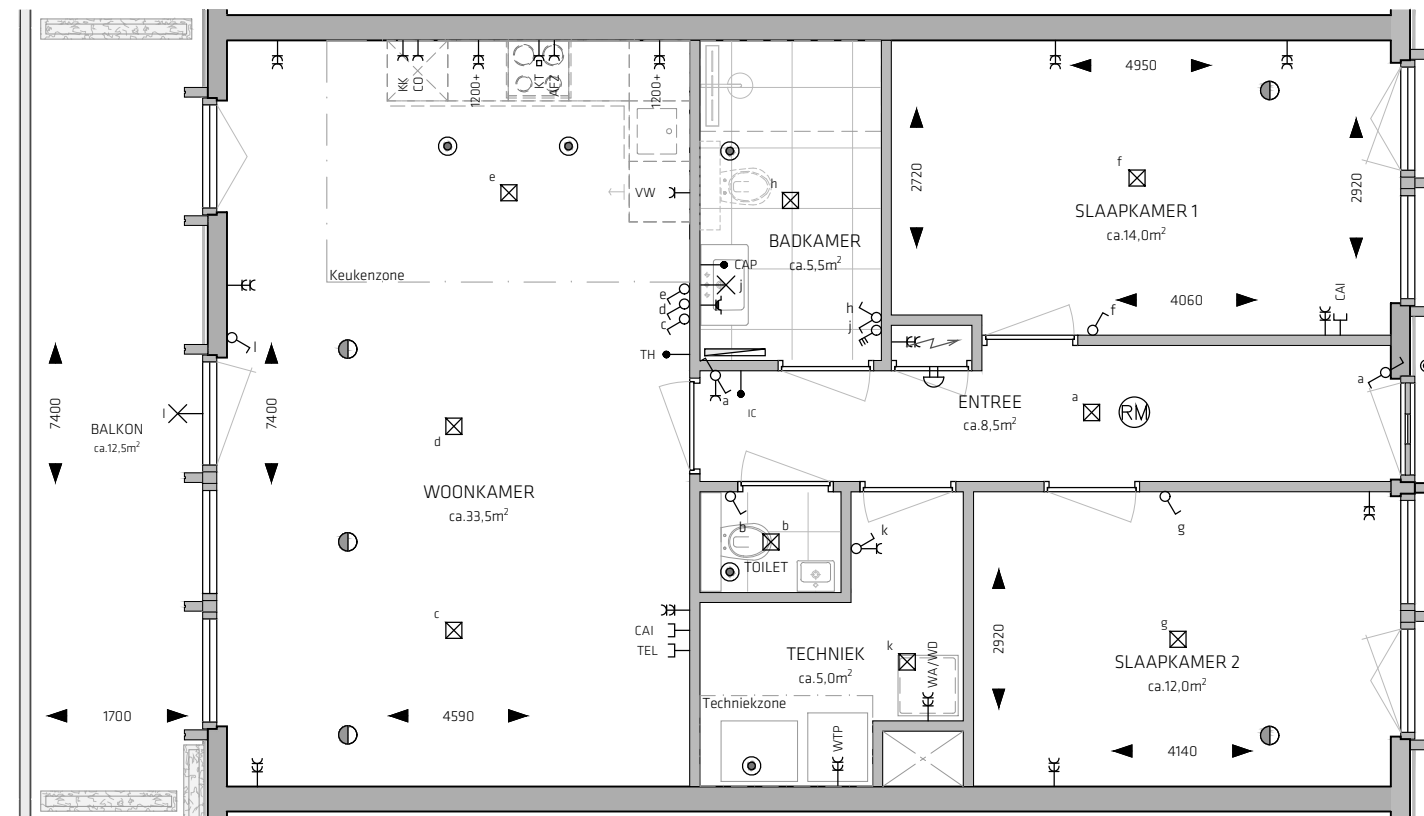 KK
CO
1200+
KT
AFZ
1200+
4950
e
f
2720
2920
VW
h
SLAAPKAMER 1
ca.14,0m²
BADKAMER
ca.5,5m²
CAP
j
Keukenzone
e
d
c
h
j
4060
f
CAI
l
TH
a
IC
a
a
RM
ENTREE
ca.8,5m²
7400
7400
l
BALKON
ca.12,5m²
d
WOONKAMER
ca.33,5m²
b
b
k
g
TOILET
c
CAI
TEL
TECHNIEK
ca.5,0m²
k
WA/WD
2920
g
SLAAPKAMER 2
ca.12,0m²
Techniekzone
1700
4590
WTP
4140